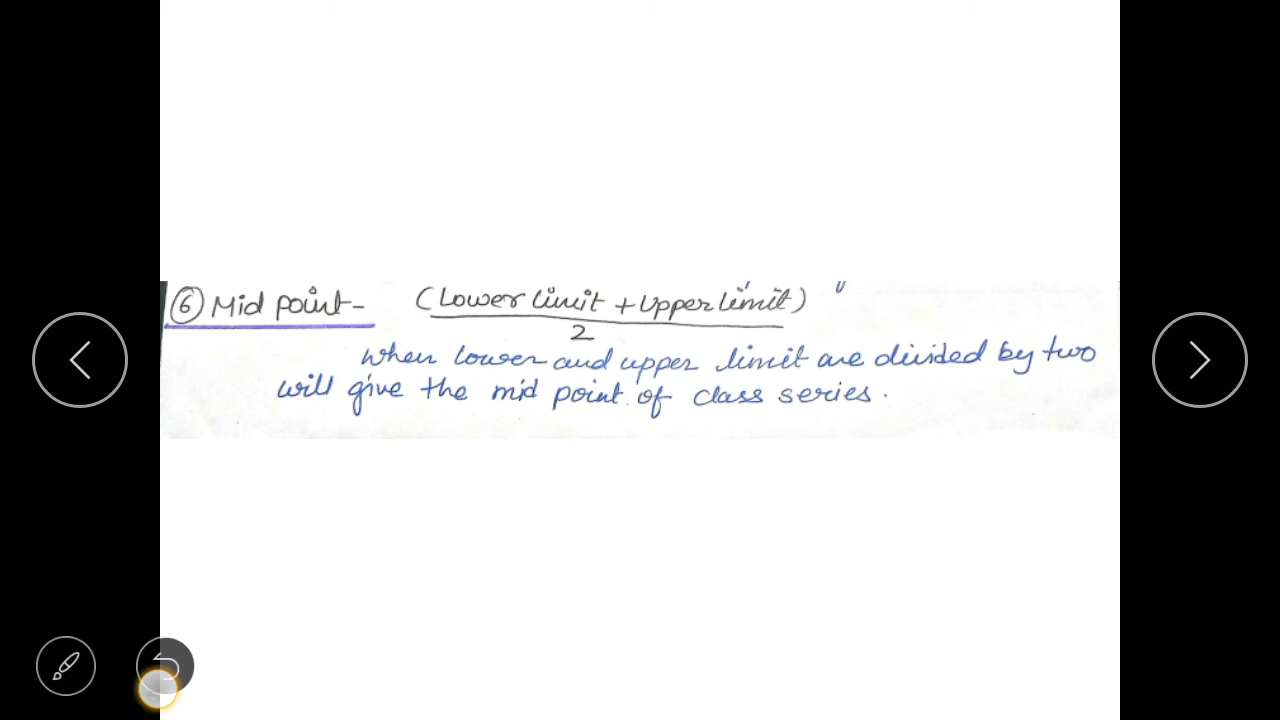 ⑥ Mid point- (Lower limit + Upper limit)
2
when lower and upper limit are divided by two
will give the mid point of class series.